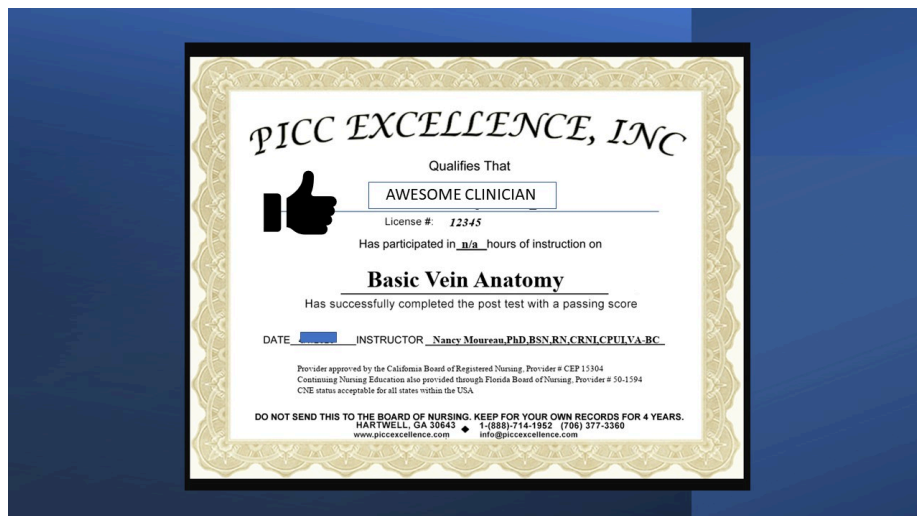 PICC EXCELLENCE, INC
Qualifies That
AWESOME CLINICIAN
License #: 12345
Has participated in n/a hours of instruction on
Basic Vein Anatomy
Has successfully completed the post test with a passing score
DATE INSTRUCTOR Nancy Moureau,PhD,BSN,RN,CRNI,CPUI,VA-BC
Provider approved by the California Board of Registered Nursing, Provider # CEP 15304
Continuing Nursing Education also provided through Florida Board of Nursing, Provider # 50-1594
CNE status acceptable for all states within the USA
DO NOT SEND THIS TO THE BOARD OF NURSING. KEEP FOR YOUR OWN RECORDS FOR 4 YEARS.
HARTWELL, GA 30643 ◆ 1-(888)-714-1952 (706) 377-3360
www.piccexcellence.com info@piccexcellence.com